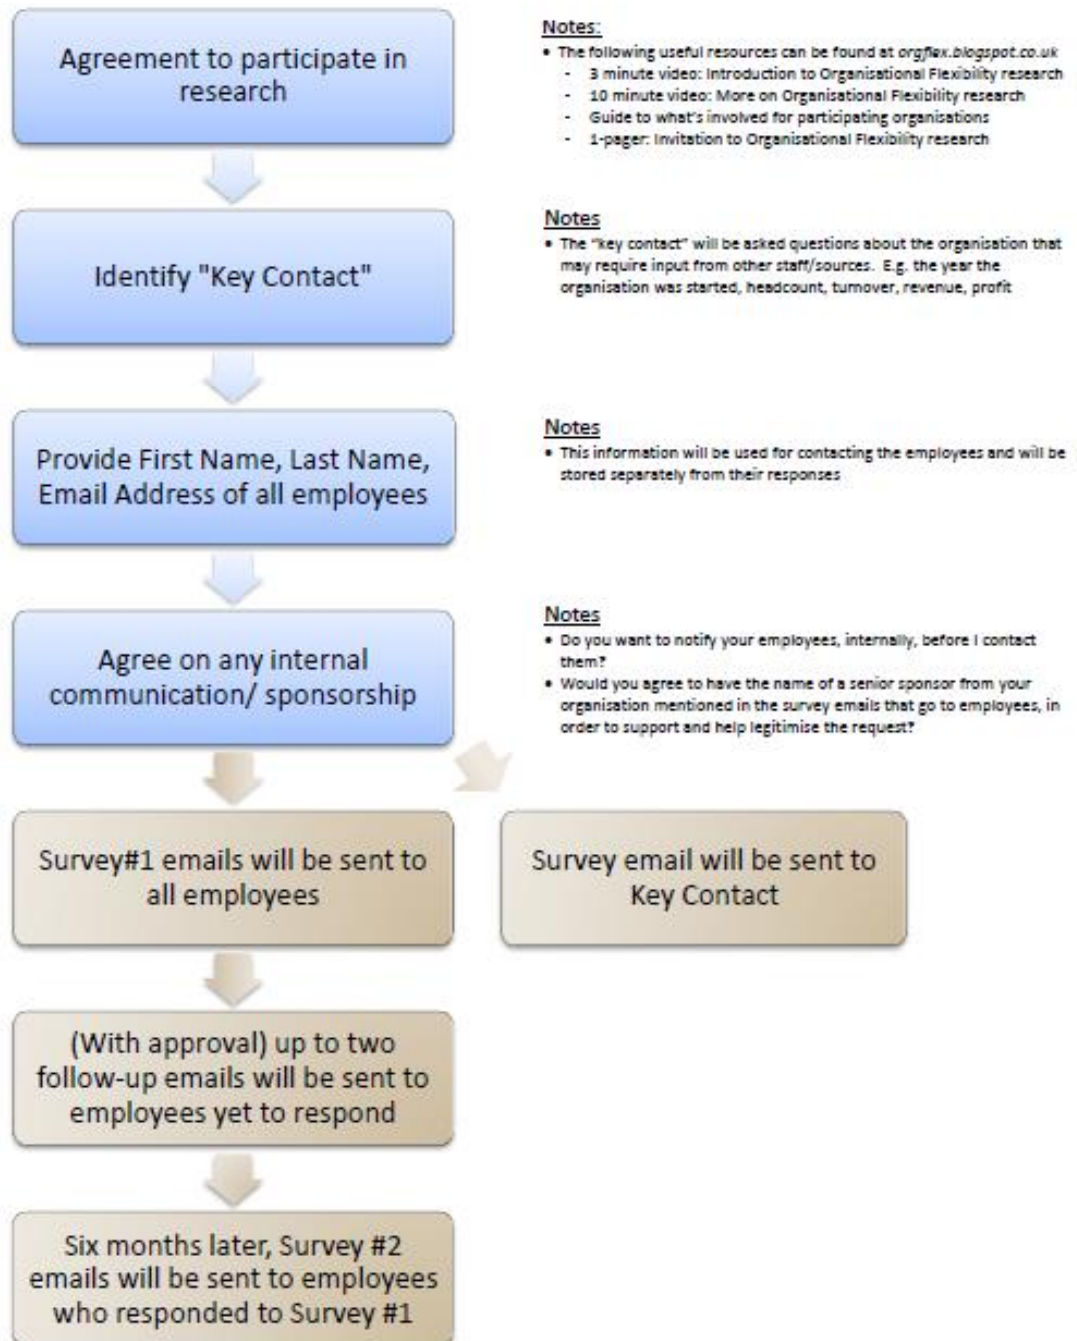 Agreement to participate in
research
Notes:
• The following useful resources can be found at orgflex.blogspot.co.uk
- 3 minute video: Introduction to Organisational Flexibility research
- 10 minute video: More on Organisational Flexibility research
- Guide to what's involved for participating organisations
- 1-pager: Invitation to Organisational Flexibility research
Identify "Key Contact"
Notes
• The "key contact" will be asked questions about the organisation that
may require input from other staff/sources. E.g. the year the
organisation was started, headcount, turnover, revenue, profit
Provide First Name, Last Name,
Email Address of all employees
Notes
• This information will be used for contacting the employees and will be
stored separately from their responses
Agree on any internal
communication/ sponsorship
Notes
• Do you want to notify your employees, internally, before I contact
them?
• Would you agree to have the name of a senior sponsor from your
organisation mentioned in the survey emails that go to employees, in
order to support and help legitimise the request?
Survey#1 emails will be sent to
all employees
Survey email will be sent to
Key Contact
(With approval) up to two
follow-up emails will be sent to
employees yet to respond
Six months later, Survey #2
emails will be sent to employees
who responded to Survey #1